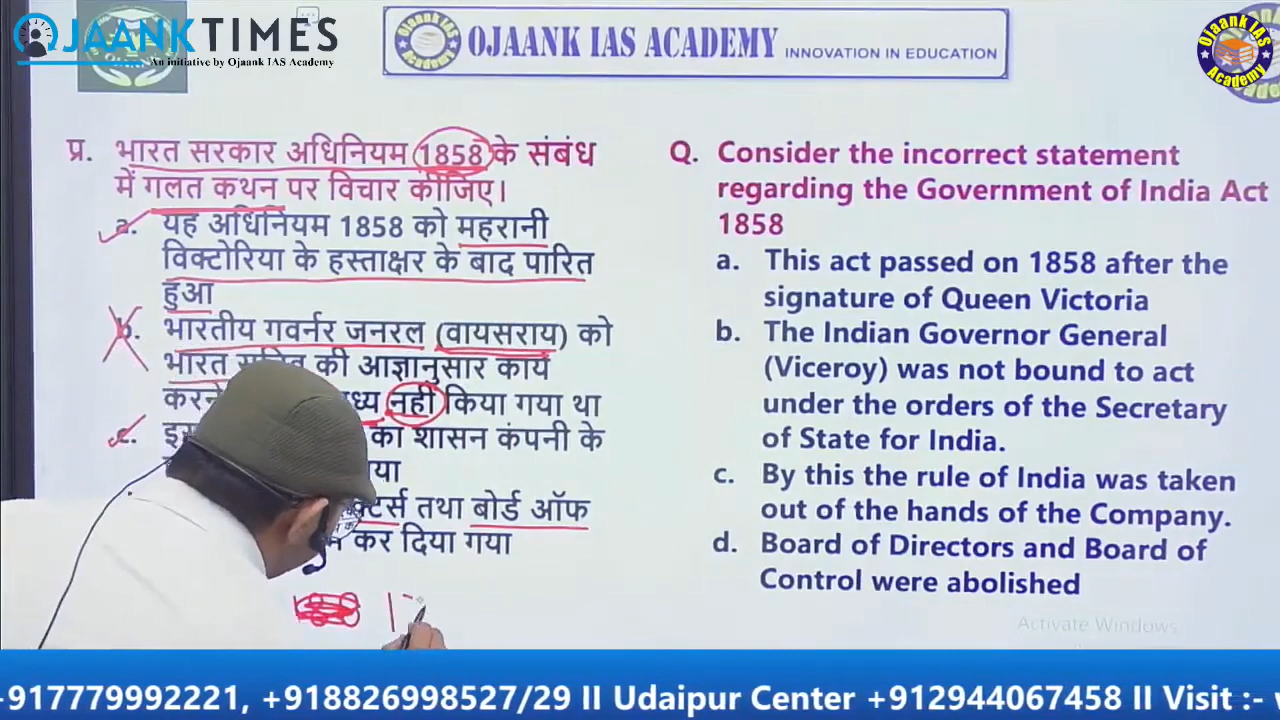 OJAANKTIMES
An initiative by Ojaank IAS Academy
OJAANK IAS ACADEMY INNOVATION IN EDUCATION
Ojaank IAS Academy
प्र. भारत सरकार अधिनियम 1858 के संबंध
में गलत कथन पर विचार कीजिए।
a. यह अधिनियम 1858 को महरानी
विक्टोरिया के हस्ताक्षर के बाद पारित
हुआ
b. भारतीय गवर्नर जनरल (वायसराय) को
भारत की आज्ञानुसार कार्य
नहीं किया गया था
c. का शासन कंपनी के
तथा बोर्ड ऑफ
कर दिया गया
Q. Consider the incorrect statement
regarding the Government of India Act
1858
a. This act passed on 1858 after the
signature of Queen Victoria
b. The Indian Governor General
(Viceroy) was not bound to act
under the orders of the Secretary
of State for India.
c. By this the rule of India was taken
out of the hands of the Company.
d. Board of Directors and Board of
Control were abolished
Activate Windows
+917779992221, +918826998527/29 II Udaipur Center +912944067458 II Visit :-